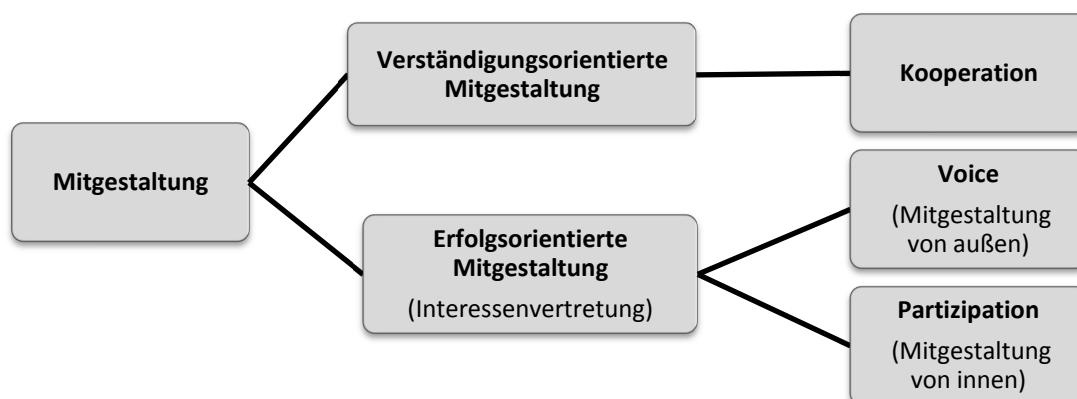 Mitgestaltung
Verständigungsorientierte
Mitgestaltung
Erfolgsorientierte
Mitgestaltung
(Interessenvertretung)
Kooperation
Voice
(Mitgestaltung
von außen)
Partizipation
(Mitgestaltung
von innen)